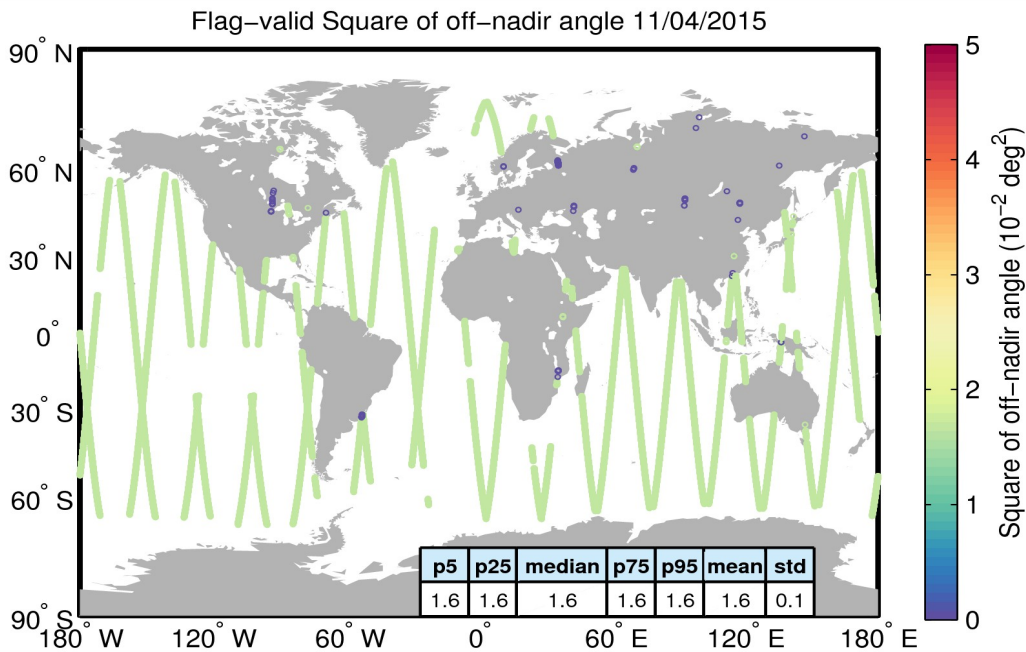 Flag−valid Square of off−nadir angle 11/04/2015
90° N
60° N
30° N
0°
30° S
60° S
90° S
180° W
120° W
60° W
0°
60° E
120° E
180° E
p5 p25 median p75 p95 mean std
1.6 1.6 1.6 1.6 1.6 1.6 0.1
5
4
3
2
1
0
Square of off−nadir angle (10⁻² deg²)